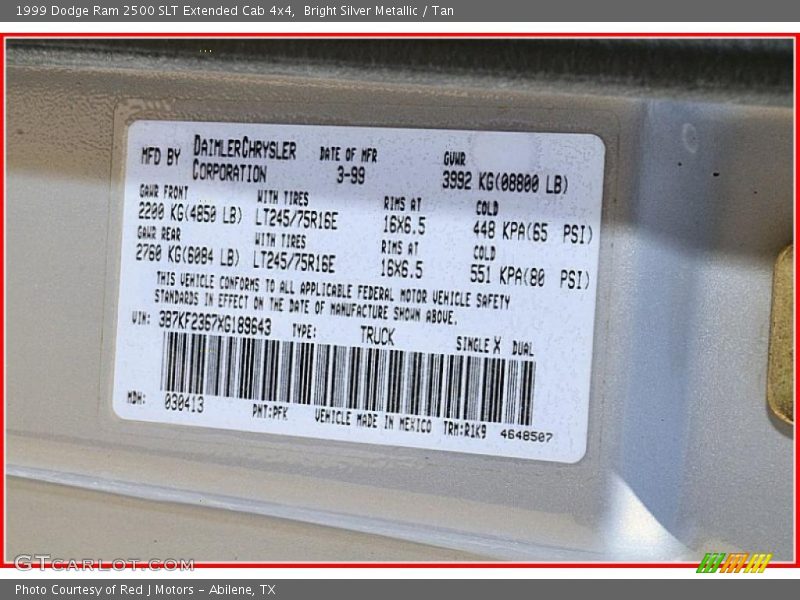 1999 Dodge Ram 2500 SLT Extended Cab 4x4, Bright Silver Metallic / Tan
MFD BY DAIMLERCHRYSLER CORPORATION DATE OF MFR 3-99 GVWR 3992 KG(08800 LB)
GAWR FRONT WITH TIRES RIMS AT COLD
2200 KG(4850 LB) LT245/75R16E 16X6.5 448 KPA(65 PSI)
GAWR REAR WITH TIRES RIMS AT COLD
2760 KG(6084 LB) LT245/75R16E 16X6.5 551 KPA(80 PSI)
THIS VEHICLE CONFORMS TO ALL APPLICABLE FEDERAL MOTOR VEHICLE SAFETY
STANDARDS IN EFFECT ON THE DATE OF MANUFACTURE SHOWN ABOVE.
VIN: 3B7KF2367XG189643 TYPE: TRUCK SINGLE X DUAL
MDH: 030413 PNT:PFK VEHICLE MADE IN MEXICO TRM:R1K9 4648507
GTCARLOT.COM
Photo Courtesy of Red J Motors - Abilene, TX